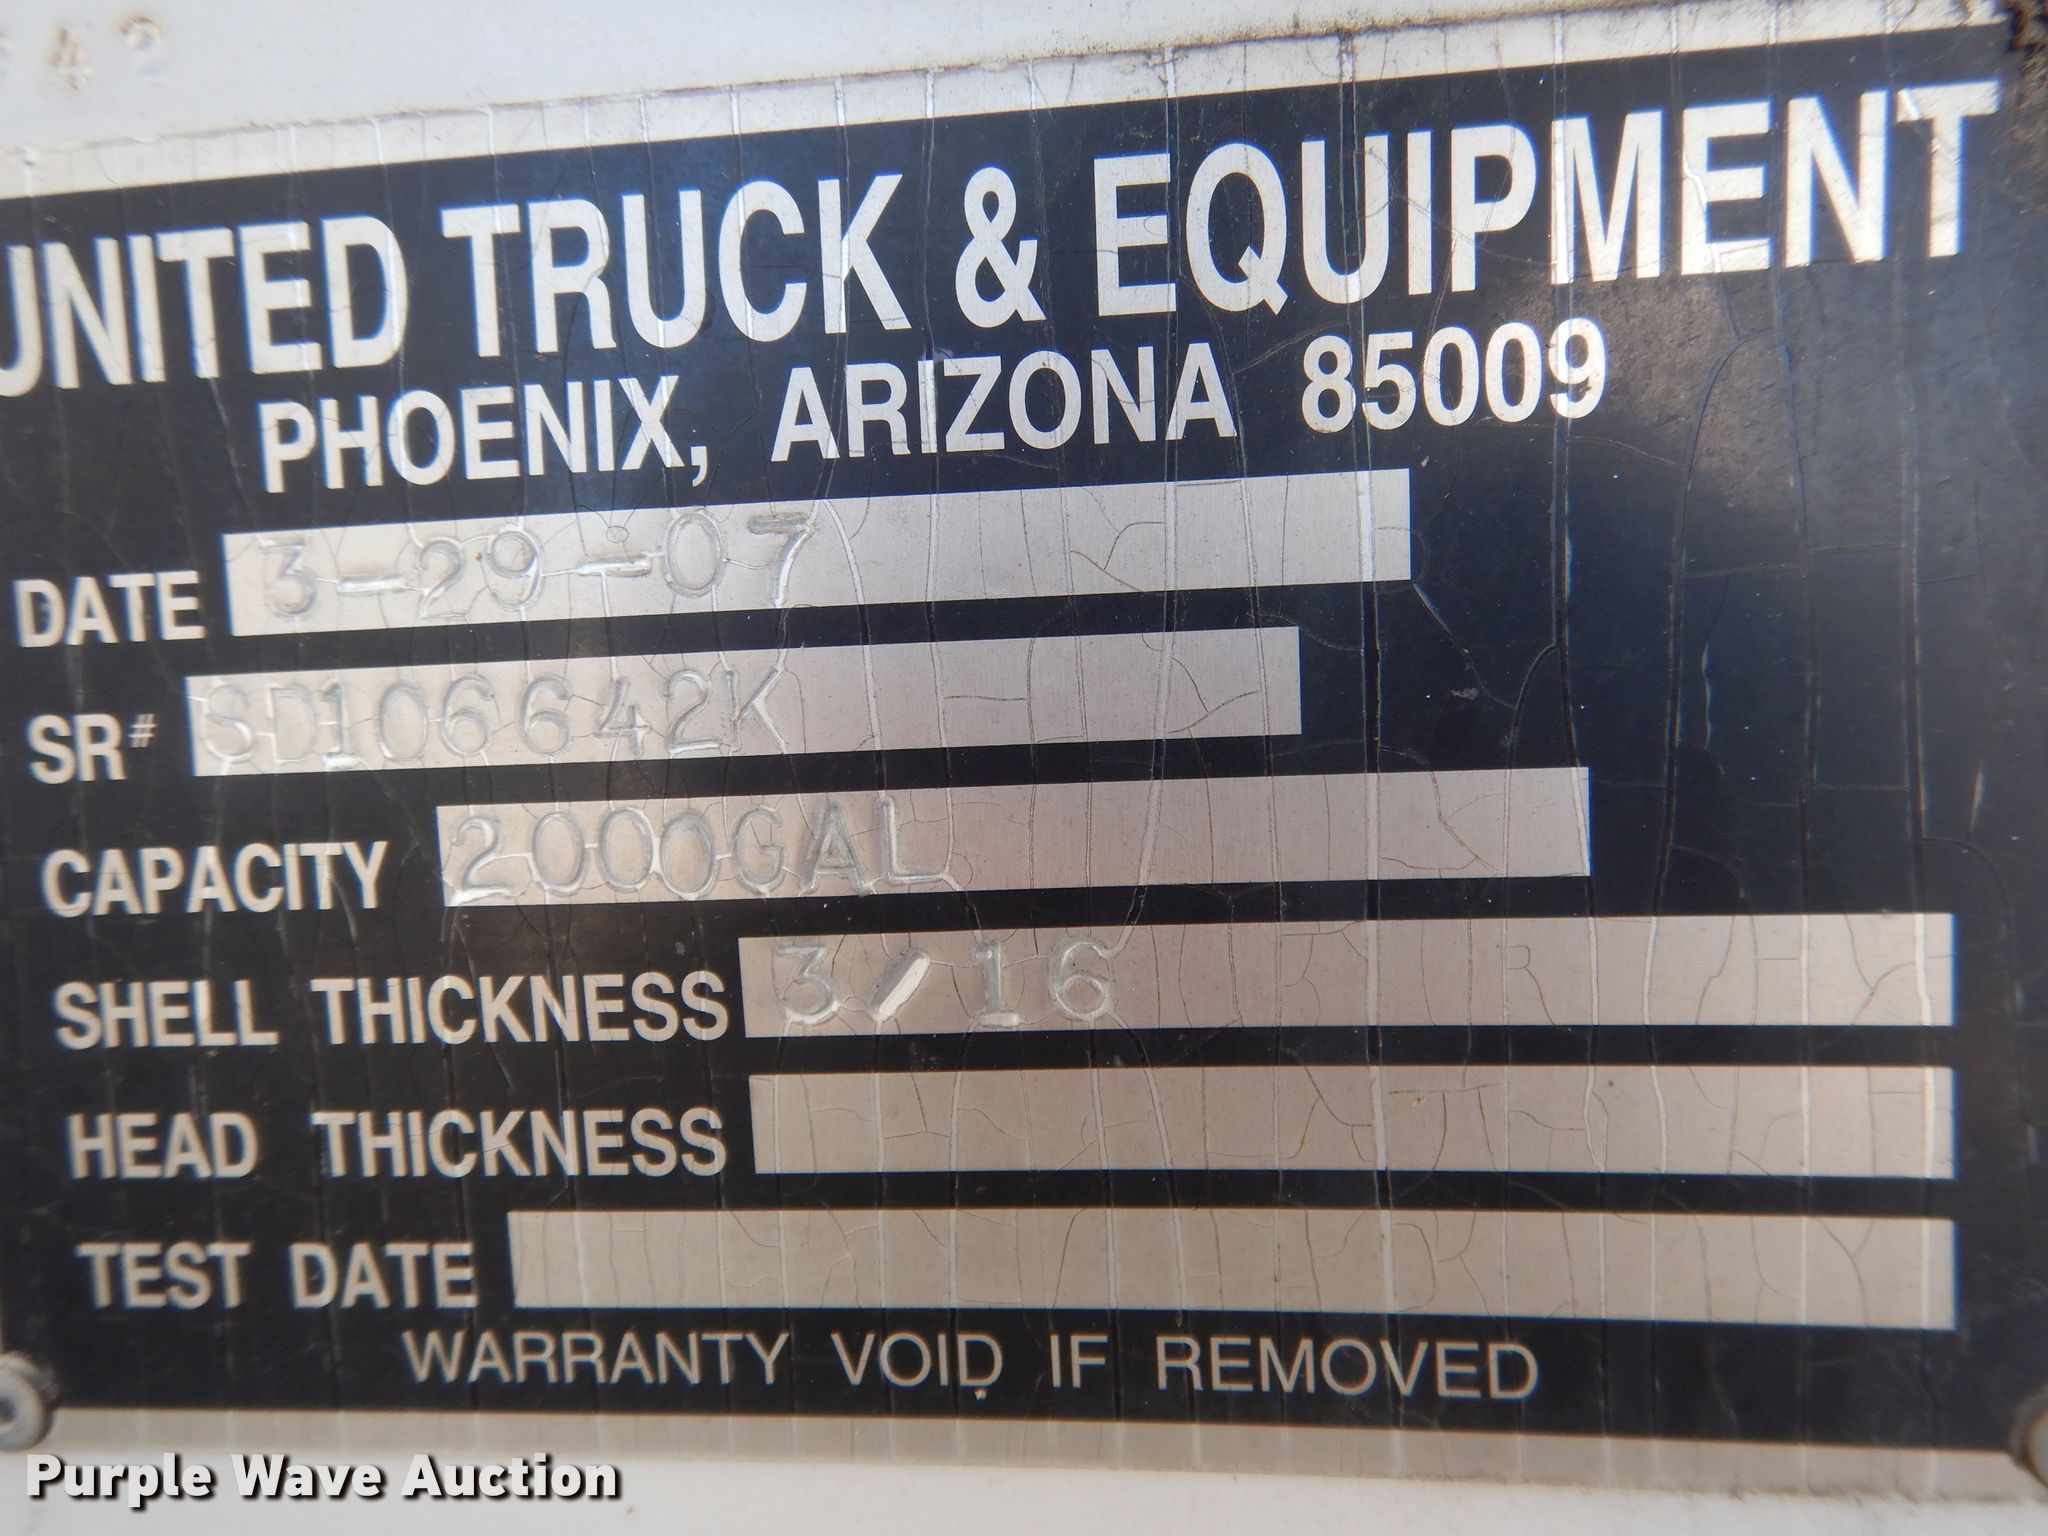 42
UNITED TRUCK & EQUIPMENT
PHOENIX, ARIZONA 85009
DATE 3-29-07
SR# SD106642K
CAPACITY 2000GAL
SHELL THICKNESS 3/16
HEAD THICKNESS
TEST DATE
WARRANTY VOID IF REMOVED
Purple Wave Auction